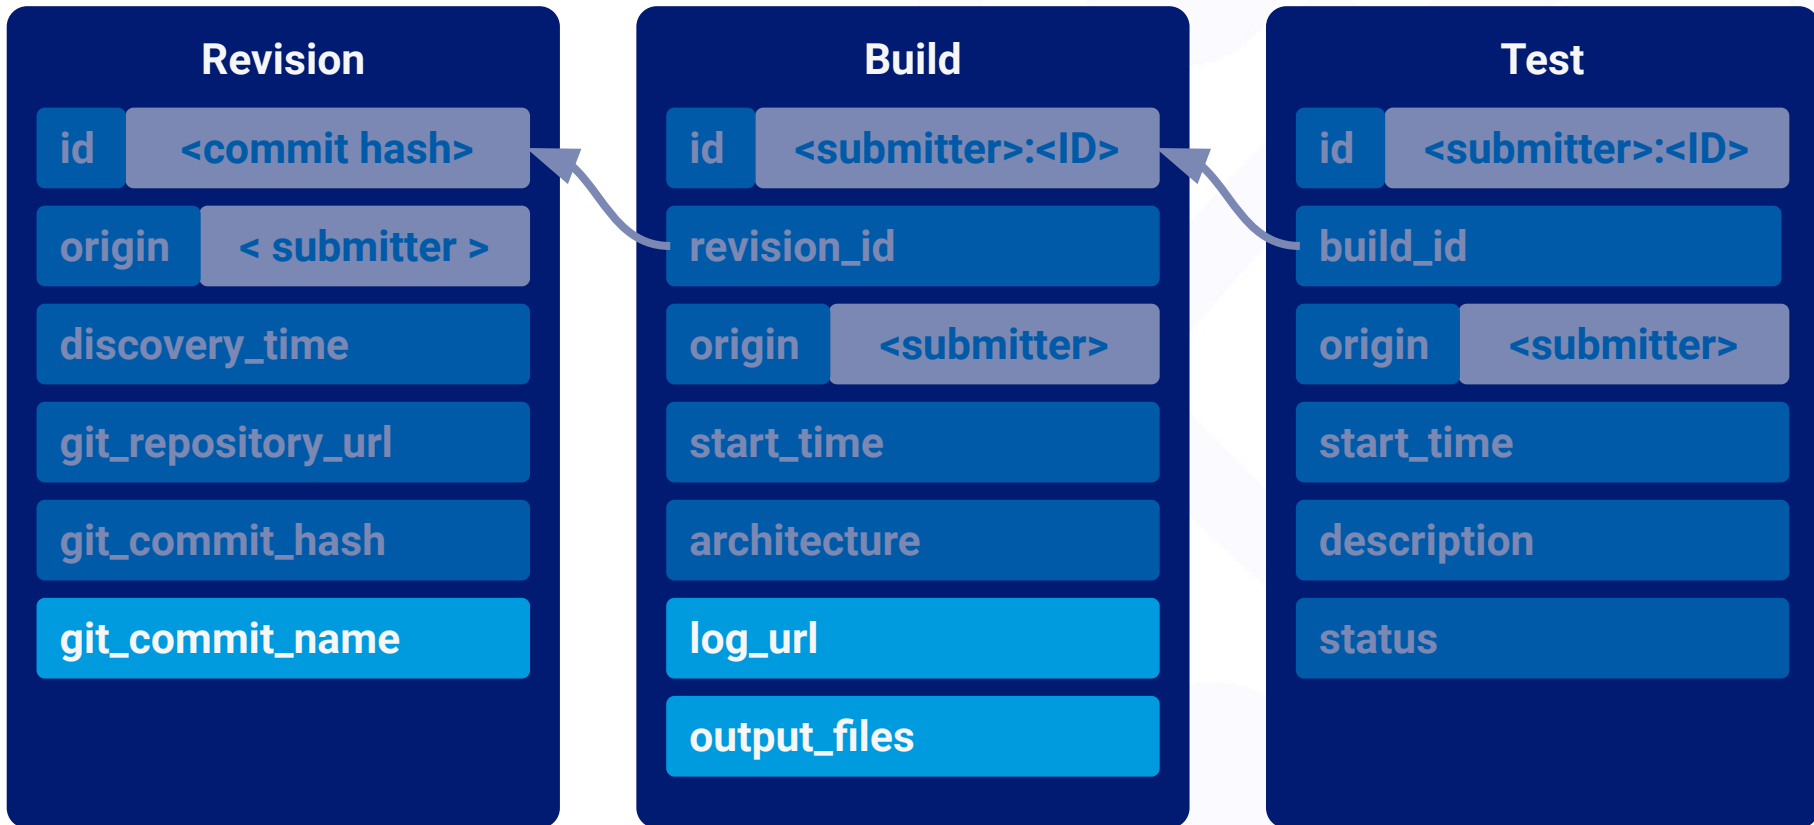 Revision
id <commit hash>
origin < submitter >
discovery_time
git_repository_url
git_commit_hash
git_commit_name
Build
id <submitter>:<ID>
revision_id
origin <submitter>
start_time
architecture
log_url
output_files
Test
id <submitter>:<ID>
build_id
origin <submitter>
start_time
description
status